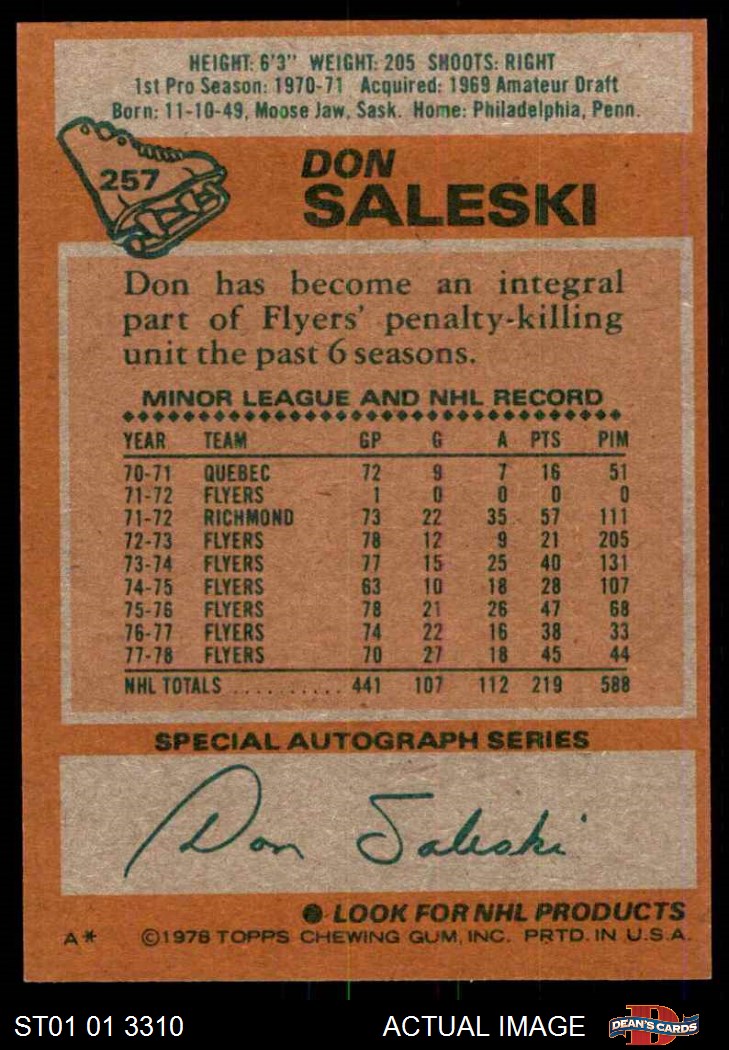 HEIGHT: 6'3" WEIGHT: 205 SHOOTS: RIGHT
1st Pro Season: 1970-71 Acquired: 1969 Amateur Draft
Born: 11-10-49, Moose Jaw, Sask. Home: Philadelphia, Penn.
257
DON
SALESKI
Don has become an integral
part of Flyers' penalty-killing
unit the past 6 seasons.
MINOR LEAGUE AND NHL RECORD
YEAR TEAM GP G A PTS PIM
70-71 QUEBEC 72 9 7 16 51
71-72 FLYERS 1 0 0 0 0
71-72 RICHMOND 73 22 35 57 111
72-73 FLYERS 78 12 9 21 205
73-74 FLYERS 77 15 25 40 131
74-75 FLYERS 63 10 18 28 107
75-76 FLYERS 78 21 26 47 68
76-77 FLYERS 74 22 16 38 33
77-78 FLYERS 70 27 18 45 44
NHL TOTALS .......... 441 107 112 219 588
SPECIAL AUTOGRAPH SERIES
Don Saleski
● LOOK FOR NHL PRODUCTS
A* ©1978 TOPPS CHEWING GUM, INC. PRTD. IN U.S.A.
ST01 01 3310 ACTUAL IMAGE DEAN'S CARDS